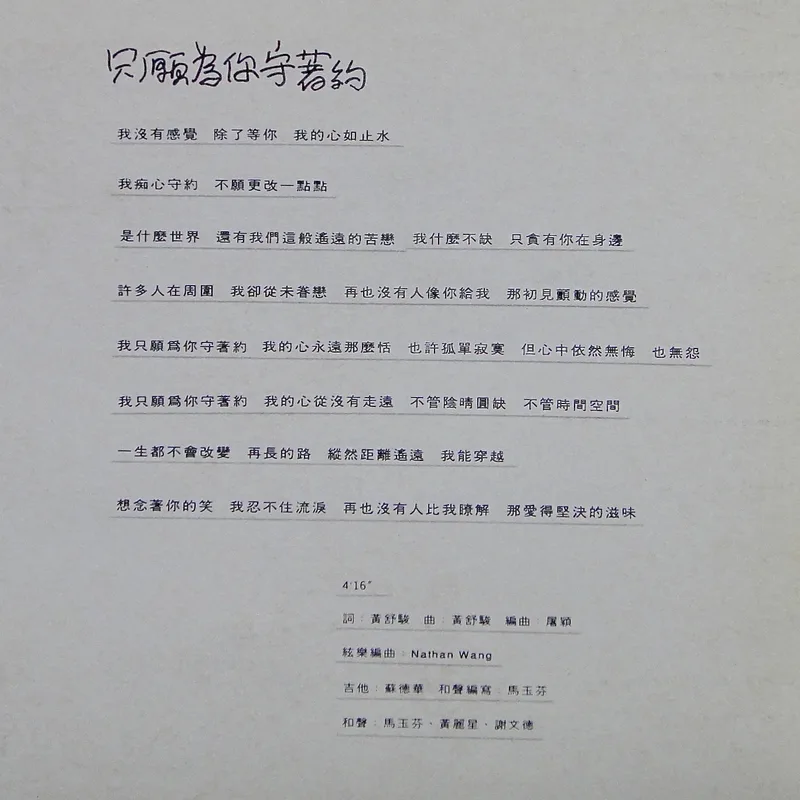 只願為你守著約
我沒有感覺　除了等你　我的心如止水
我痴心守約　不願更改一點點
是什麼世界　還有我們這般遙遠的苦戀　我什麼不缺　只貪有你在身邊
許多人在周圍　我卻從未眷戀　再也沒有人像你給我　那初見顫動的感覺
我只願爲你守著約　我的心永遠那麼恬　也許孤單寂寞　但心中依然無悔　也無怨
我只願爲你守著約　我的心從沒有走遠　不管陰晴圓缺　不管時間空間
一生都不會改變　再長的路　縱然距離遙遠　我能穿越
想念著你的笑　我忍不住流淚　再也沒有人比我瞭解　那愛得堅決的滋味
4'16"
詞：黃舒駿　曲：黃舒駿　編曲：屠穎
絃樂編曲：Nathan Wang
吉他：蘇德華　和聲編寫：馬玉芬
和聲：馬玉芬、黃麗星、謝文德